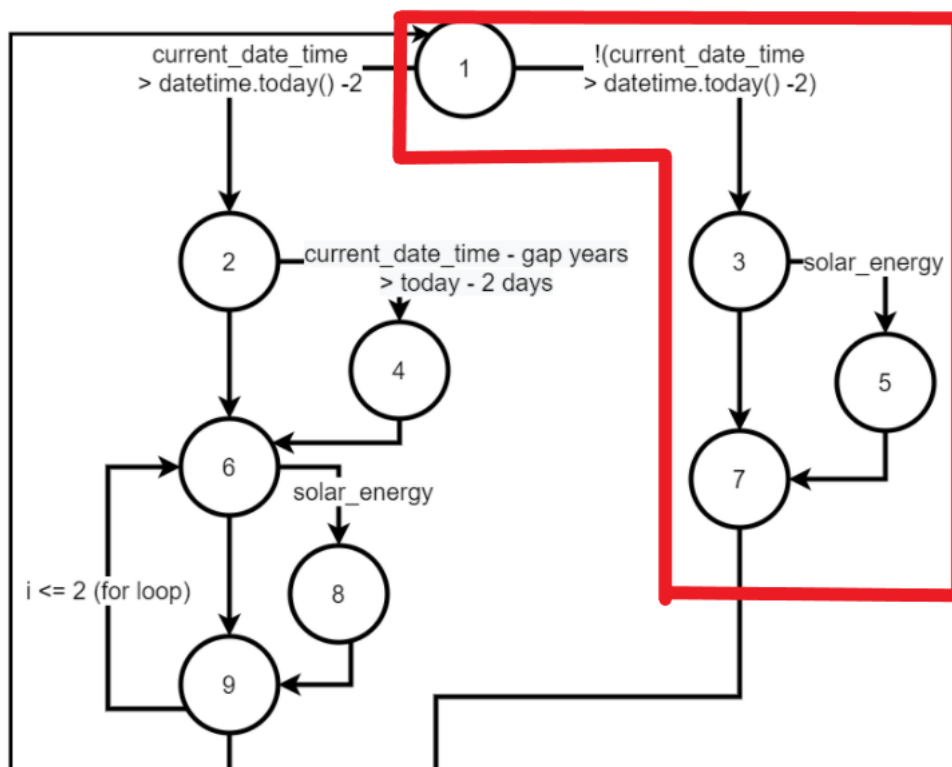 current_date_time
> datetime.today() -2
1
!(current_date_time
> datetime.today() -2)
2
current_date_time - gap years
> today - 2 days
3
solar_energy
4
5
6
solar_energy
7
i <= 2 (for loop)
8
9